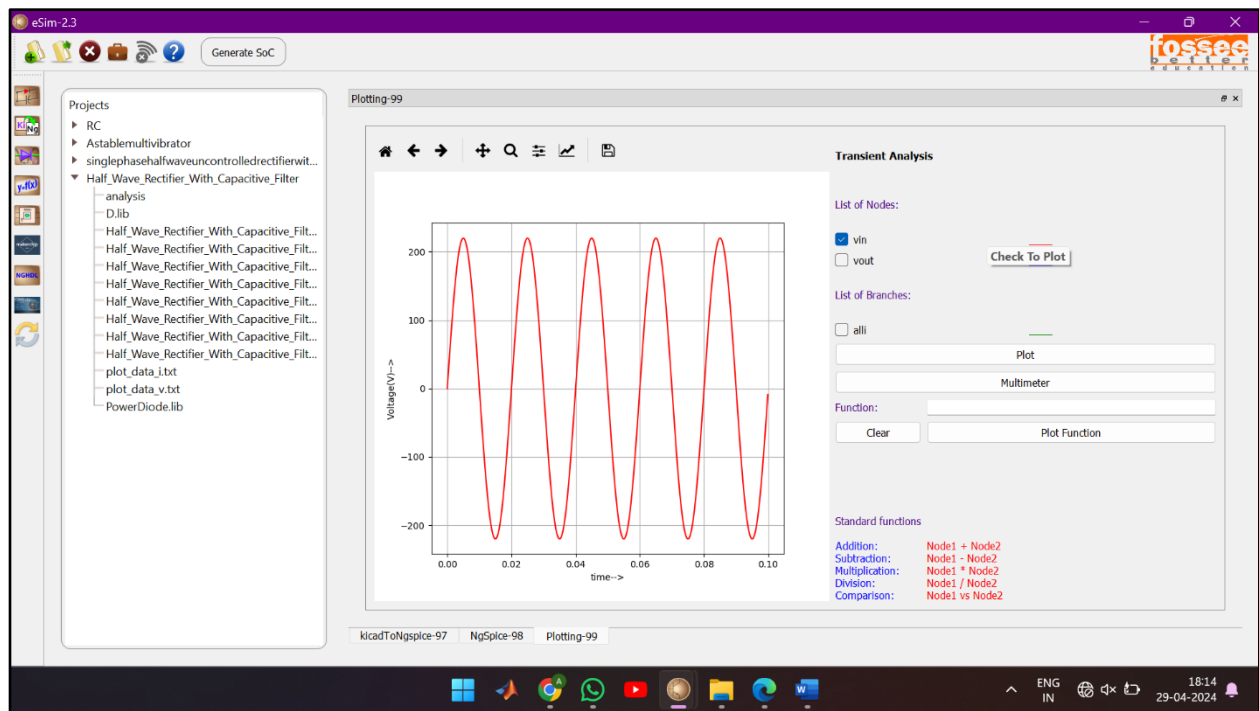 eSim-2.3
Generate SoC
fossee
better
education
Projects
RC
Astablemultivibrator
singlephasehalfwaveuncontrolledrectifierwit...
Half_Wave_Rectifier_With_Capacitive_Filter
analysis
D.lib
Half_Wave_Rectifier_With_Capacitive_Filt...
Half_Wave_Rectifier_With_Capacitive_Filt...
Half_Wave_Rectifier_With_Capacitive_Filt...
Half_Wave_Rectifier_With_Capacitive_Filt...
Half_Wave_Rectifier_With_Capacitive_Filt...
Half_Wave_Rectifier_With_Capacitive_Filt...
Half_Wave_Rectifier_With_Capacitive_Filt...
Half_Wave_Rectifier_With_Capacitive_Filt...
plot_data_i.txt
plot_data_v.txt
PowerDiode.lib
Ki
Ng
y=f(x)
NGHDL
Plotting-99
200
100
0
−100
−200
Voltage(V)-->
0.00 0.02 0.04 0.06 0.08 0.10
time-->
Transient Analysis
List of Nodes:
vin
vout
Check To Plot
List of Branches:
alli
Plot
Multimeter
Function:
Clear Plot Function
Standard functions
Addition: Node1 + Node2
Subtraction: Node1 - Node2
Multiplication: Node1 * Node2
Division: Node1 / Node2
Comparison: Node1 vs Node2
kicadToNgspice-97 NgSpice-98 Plotting-99
A
W
ENG
IN
18:14
29-04-2024